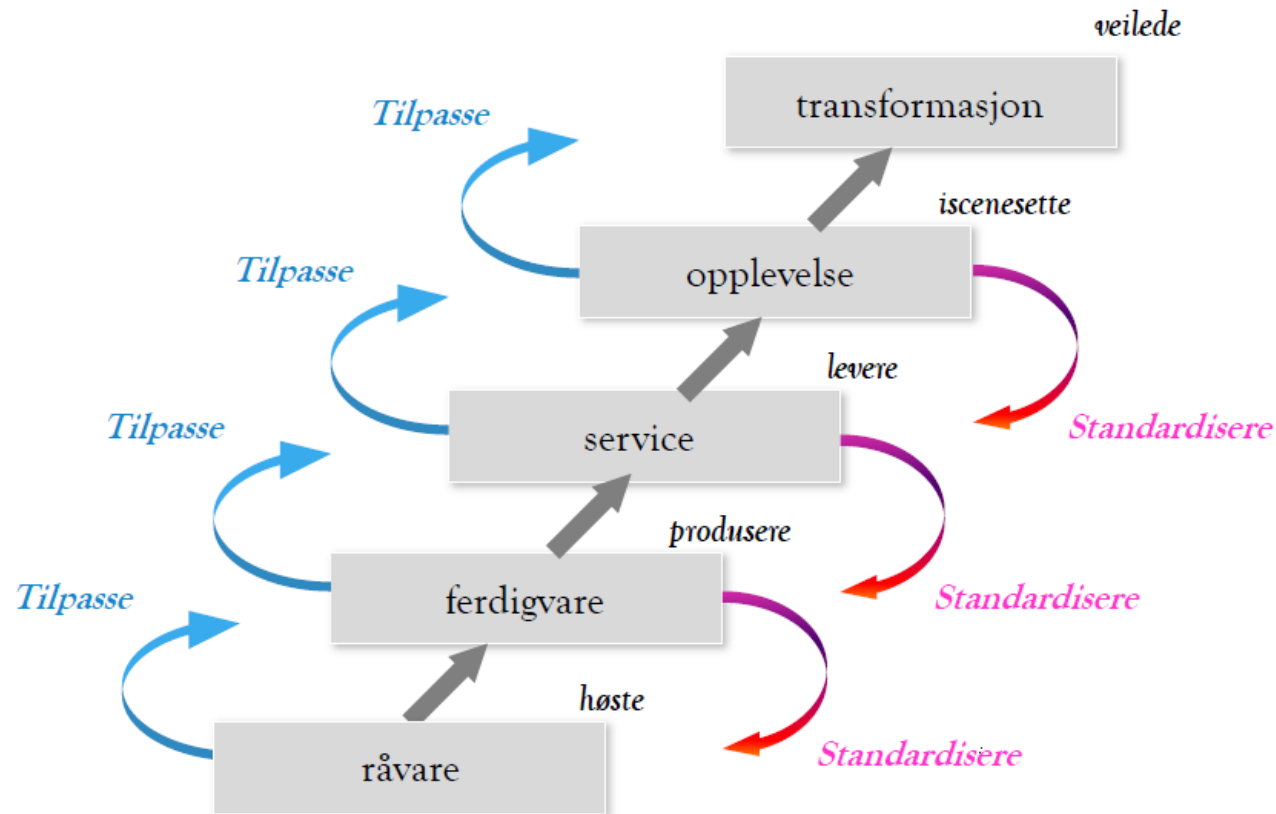 veilede
transformasjon
Tilpasse
iscenesette
opplevelse
Tilpasse
levere
Standardisere
service
Tilpasse
produsere
Standardisere
ferdigvare
Tilpasse
høste
Standardisere
råvare